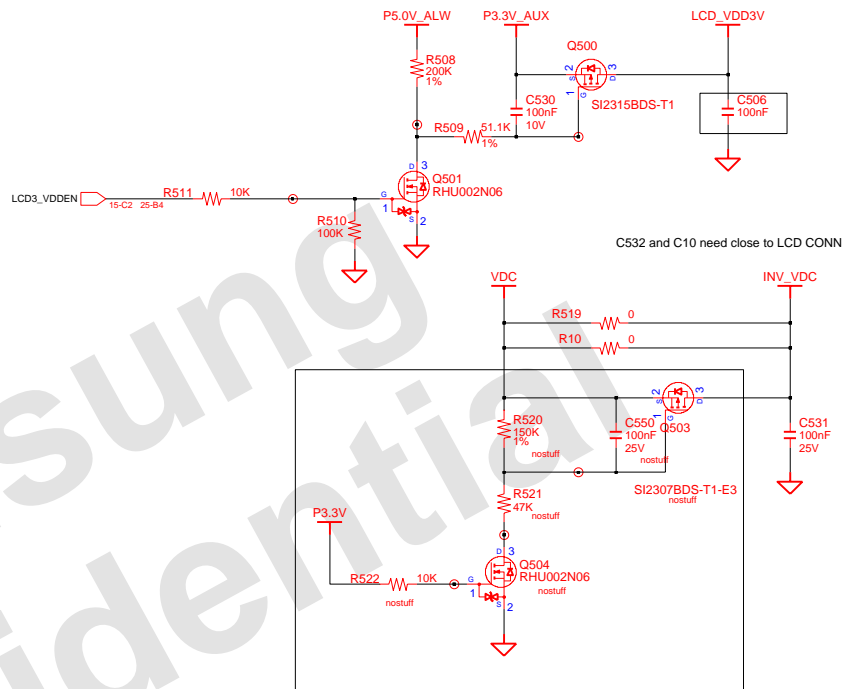 P5.0V_ALW
P3.3V_AUX
LCD_VDD3V
R508
200K
1%
Q500
2
S
D
3
1
G
SI2315BDS-T1
C530
100nF
10V
C506
100nF
R509
51.1K
1%
D
3
Q501
RHU002N06
G
1
S
2
LCD3_VDDEN
15-C2
25-B4
R511
10K
R510
100K
C532 and C10 need close to LCD CONN
VDC
INV_VDC
R519
0
R10
0
2
S
D
3
1
G
Q503
R520
150K
1%
nostuff
C550
100nF
25V
nostuff
C531
100nF
25V
SI2307BDS-T1-E3
nostuff
R521
47K
nostuff
P3.3V
D
3
Q504
RHU002N06
nostuff
R522
10K
nostuff
G
1
S
2
sung
idential